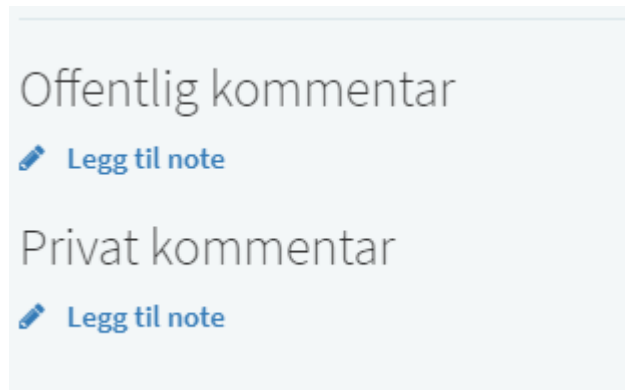 Offentlig kommentar
Legg til note
Privat kommentar
Legg til note